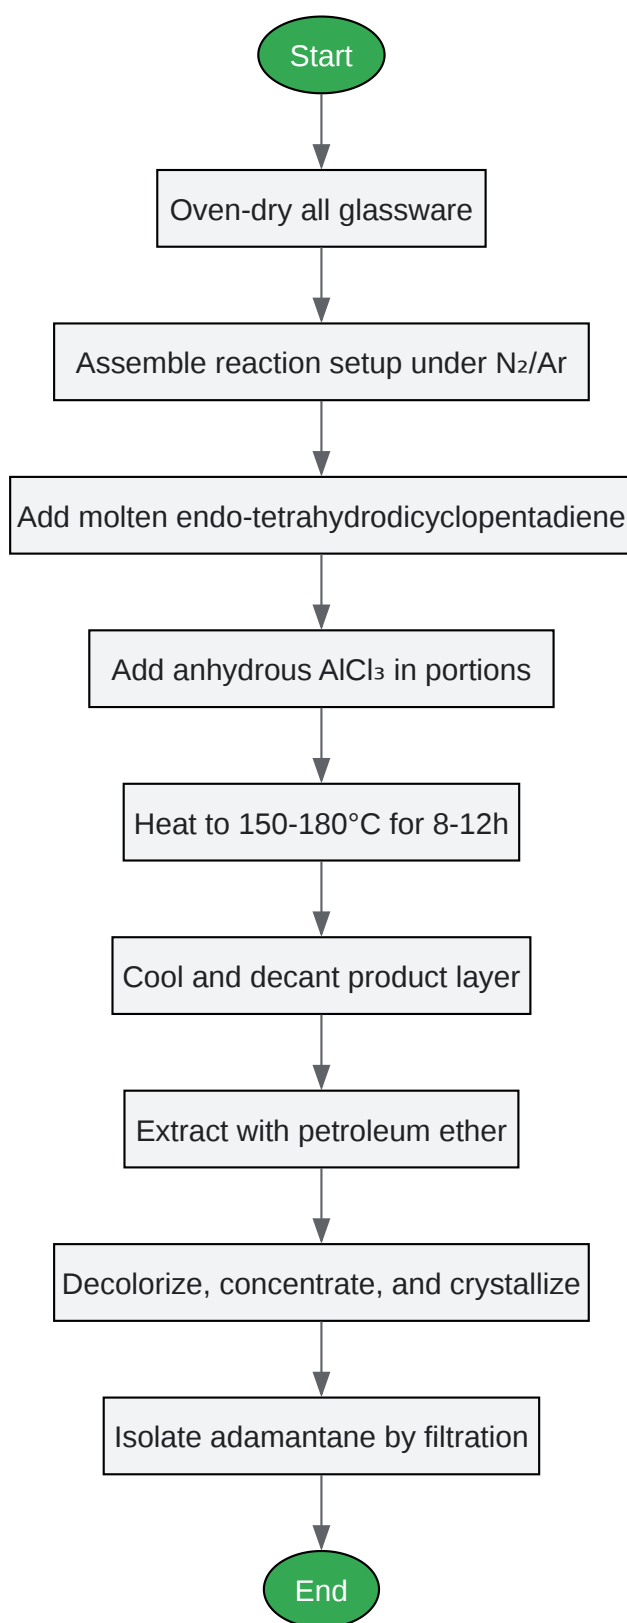 Start
Oven-dry all glassware
Assemble reaction setup under N₂/Ar
Add molten endo-tetrahydrodicyclopentadiene
Add anhydrous AlCl₃ in portions
Heat to 150-180°C for 8-12h
Cool and decant product layer
Extract with petroleum ether
Decolorize, concentrate, and crystallize
Isolate adamantane by filtration
End